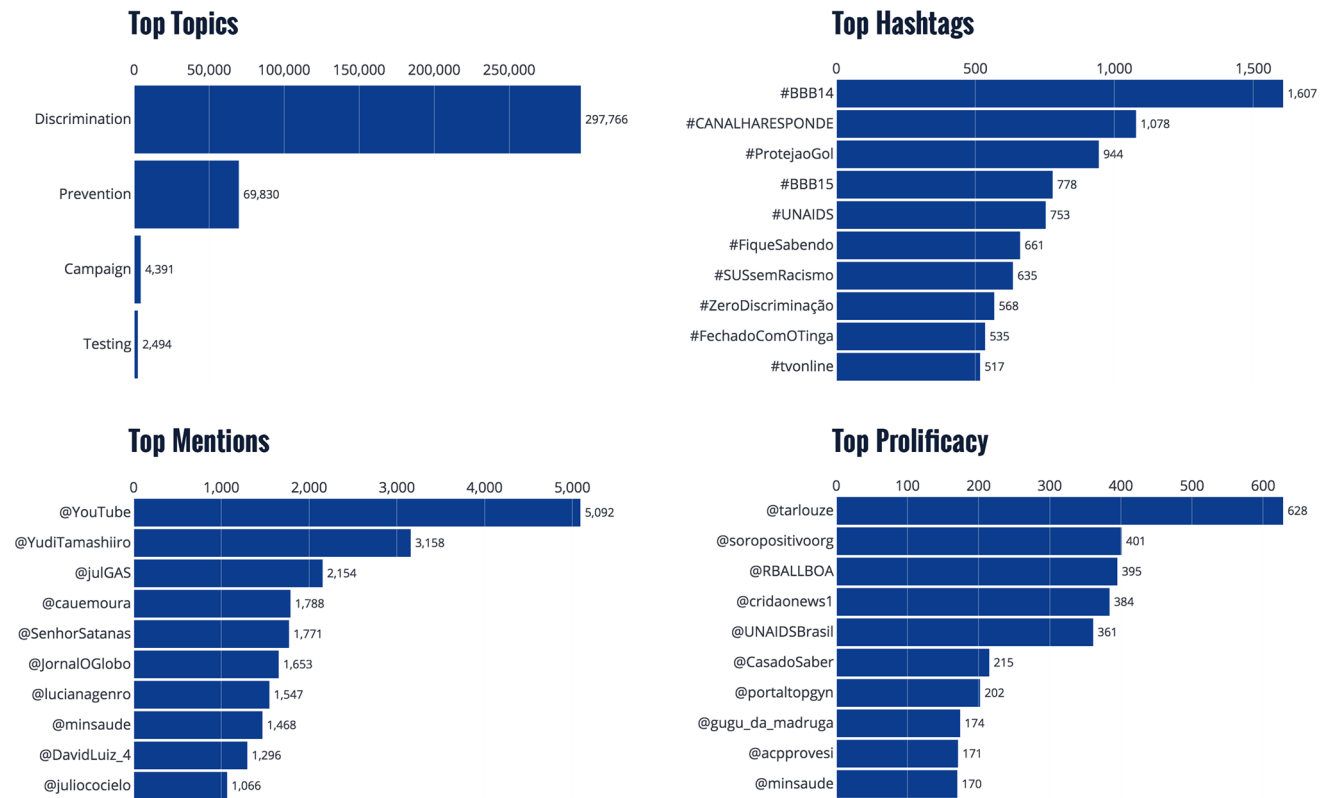 Top Topics
0 50,000 100,000 150,000 200,000 250,000
Discrimination 297,766
Prevention 69,830
Campaign 4,391
Testing 2,494
Top Hashtags
0 500 1,000 1,500
#BBB14 1,607
#CANALHARESPONDE 1,078
#ProtejaoGol 944
#BBB15 778
#UNAIDS 753
#FiqueSabendo 661
#SUSsemRacismo 635
#ZeroDiscriminação 568
#FechadoComOTinga 535
#tvonline 517
Top Mentions
0 1,000 2,000 3,000 4,000 5,000
@YouTube 5,092
@YudiTamashiiro 3,158
@julGAS 2,154
@cauemoura 1,788
@SenhorSatanas 1,771
@JornalOGlobo 1,653
@lucianagenro 1,547
@minsaude 1,468
@DavidLuiz_4 1,296
@juliococielo 1,066
Top Prolificacy
0 100 200 300 400 500 600
@tarlouze 628
@soropositivoorg 401
@RBALLBOA 395
@cridaonews1 384
@UNAIDSBrasil 361
@CasadoSaber 215
@portaltopgyn 202
@gugu_da_madruga 174
@acpprovesi 171
@minsaude 170